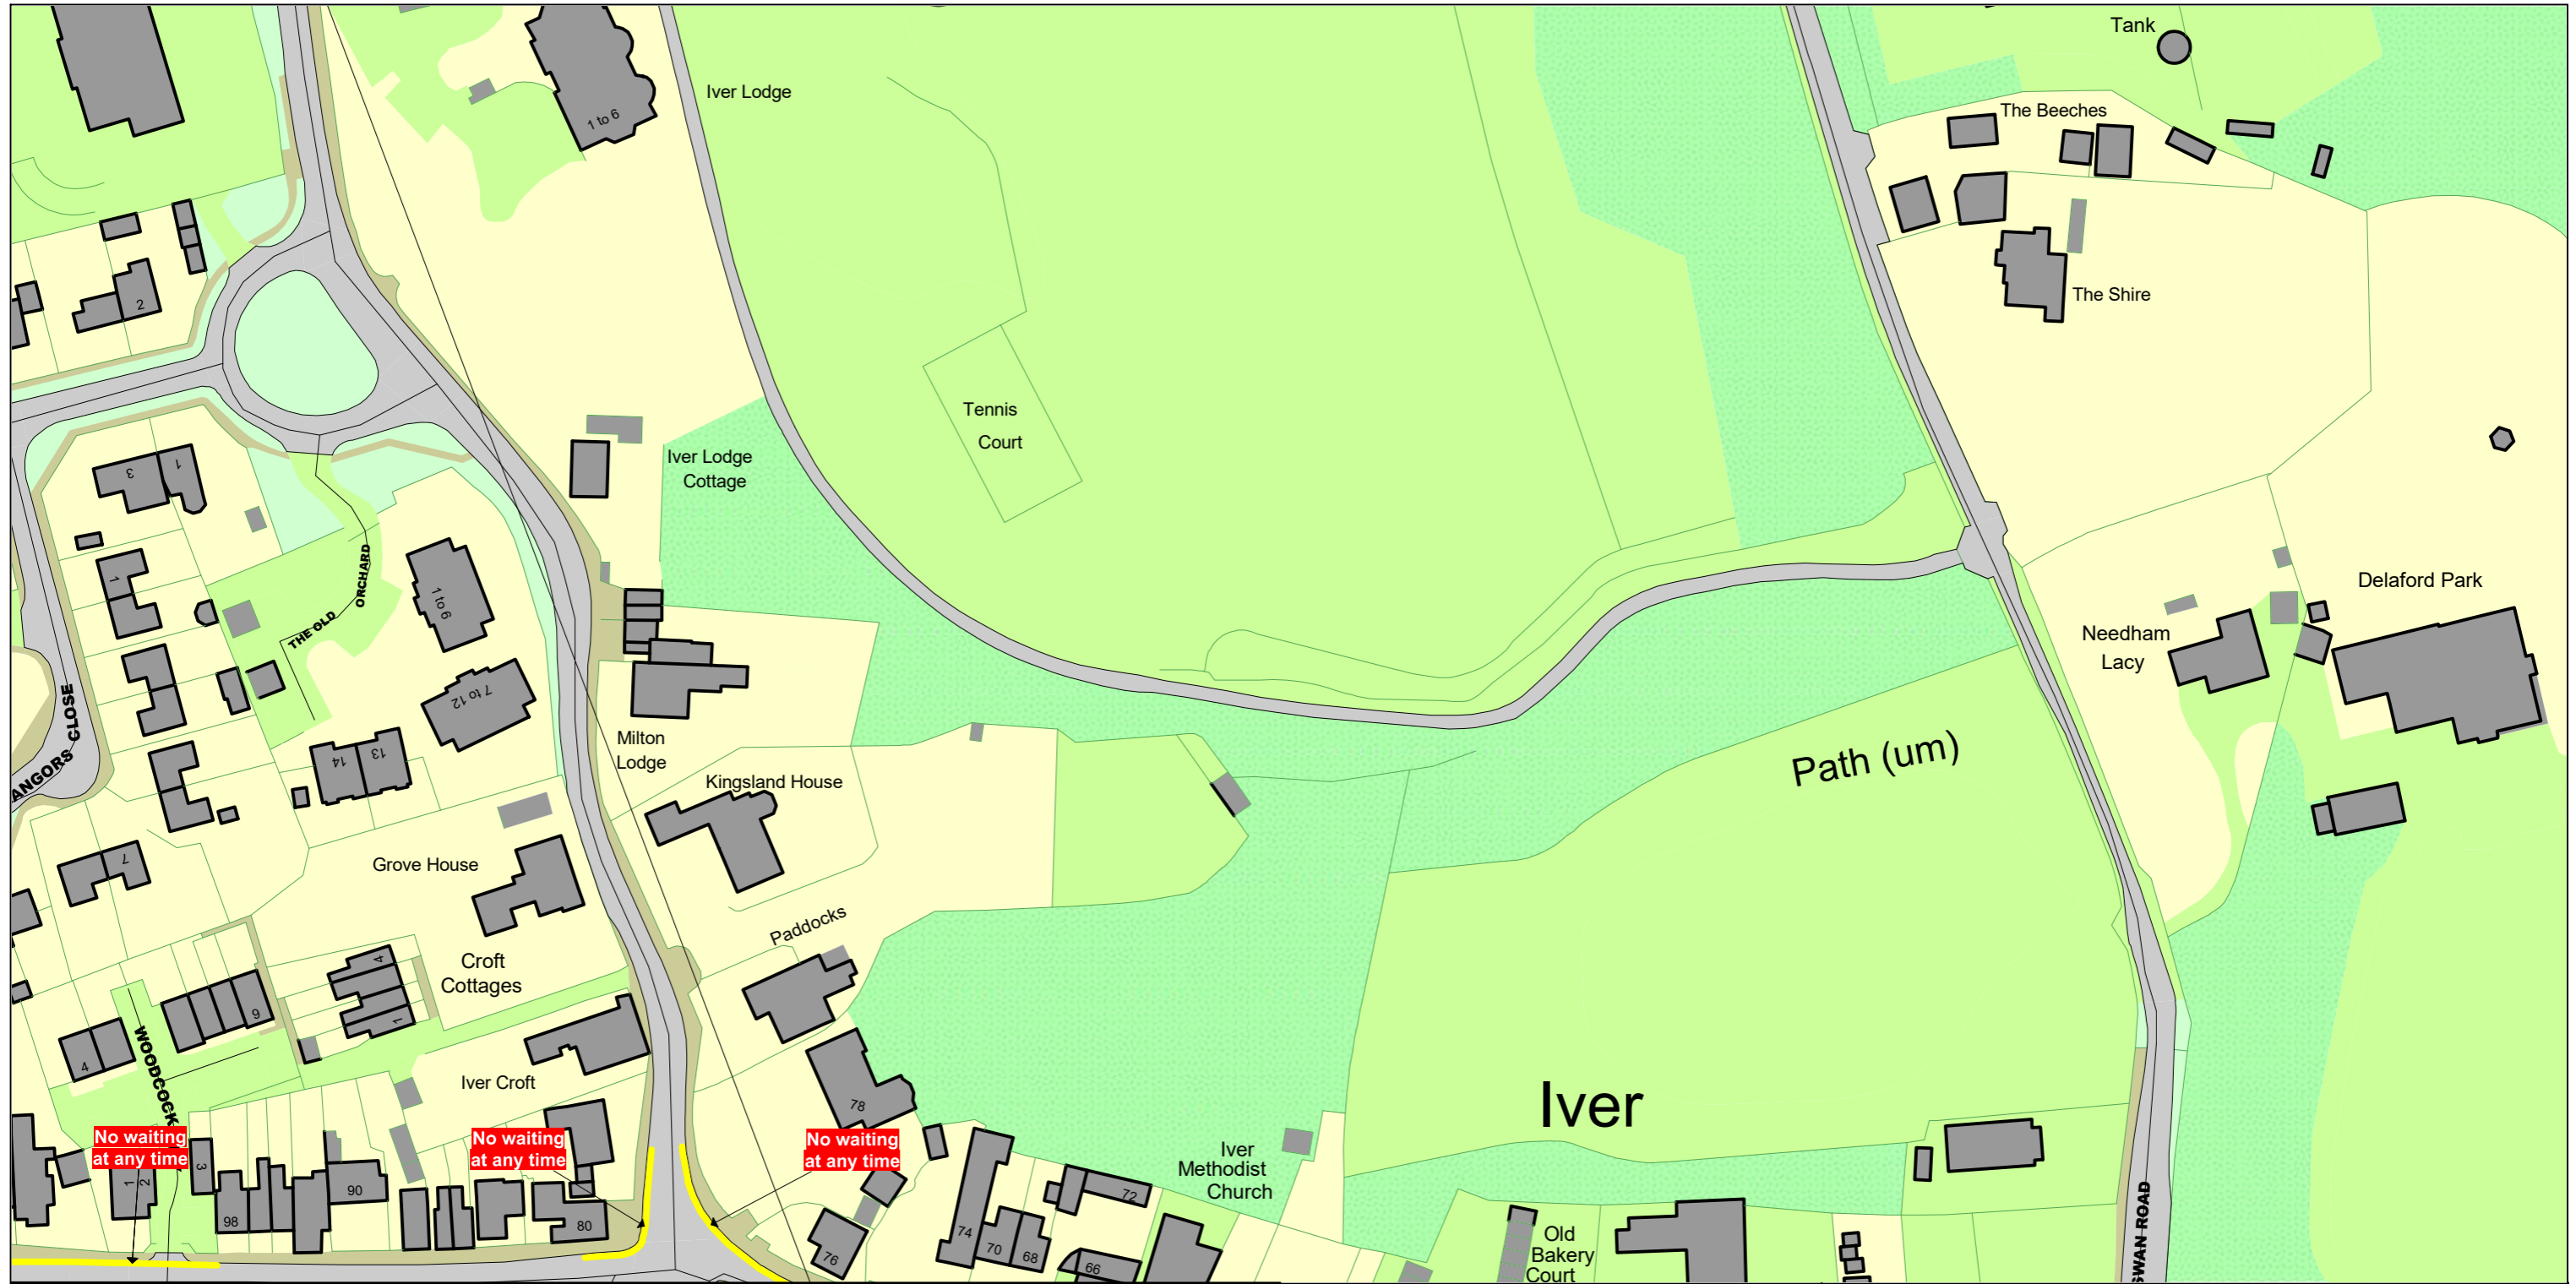 Tank
Iver Lodge
1 to 6
The Beeches
2
The Shire
Tennis
Court
Iver Lodge
Cottage
3
1
ORCHARD
THE OLD
1
1 to 6
Delaford Park
Needham
Lacy
7 to 12
CLOSE
ANGORS
14
13
Milton
Lodge
Kingsland House
Path (um)
7
Grove House
Paddocks
Croft
Cottages
4
1
9
4
WOODCOCK
Iver Croft
78
Iver
No waiting
at any time
No waiting
at any time
No waiting
at any time
Iver
Methodist
Church
3
1
2
90
98
80
76
74
70
68
72
66
Old
Bakery
Court
SWAN ROAD